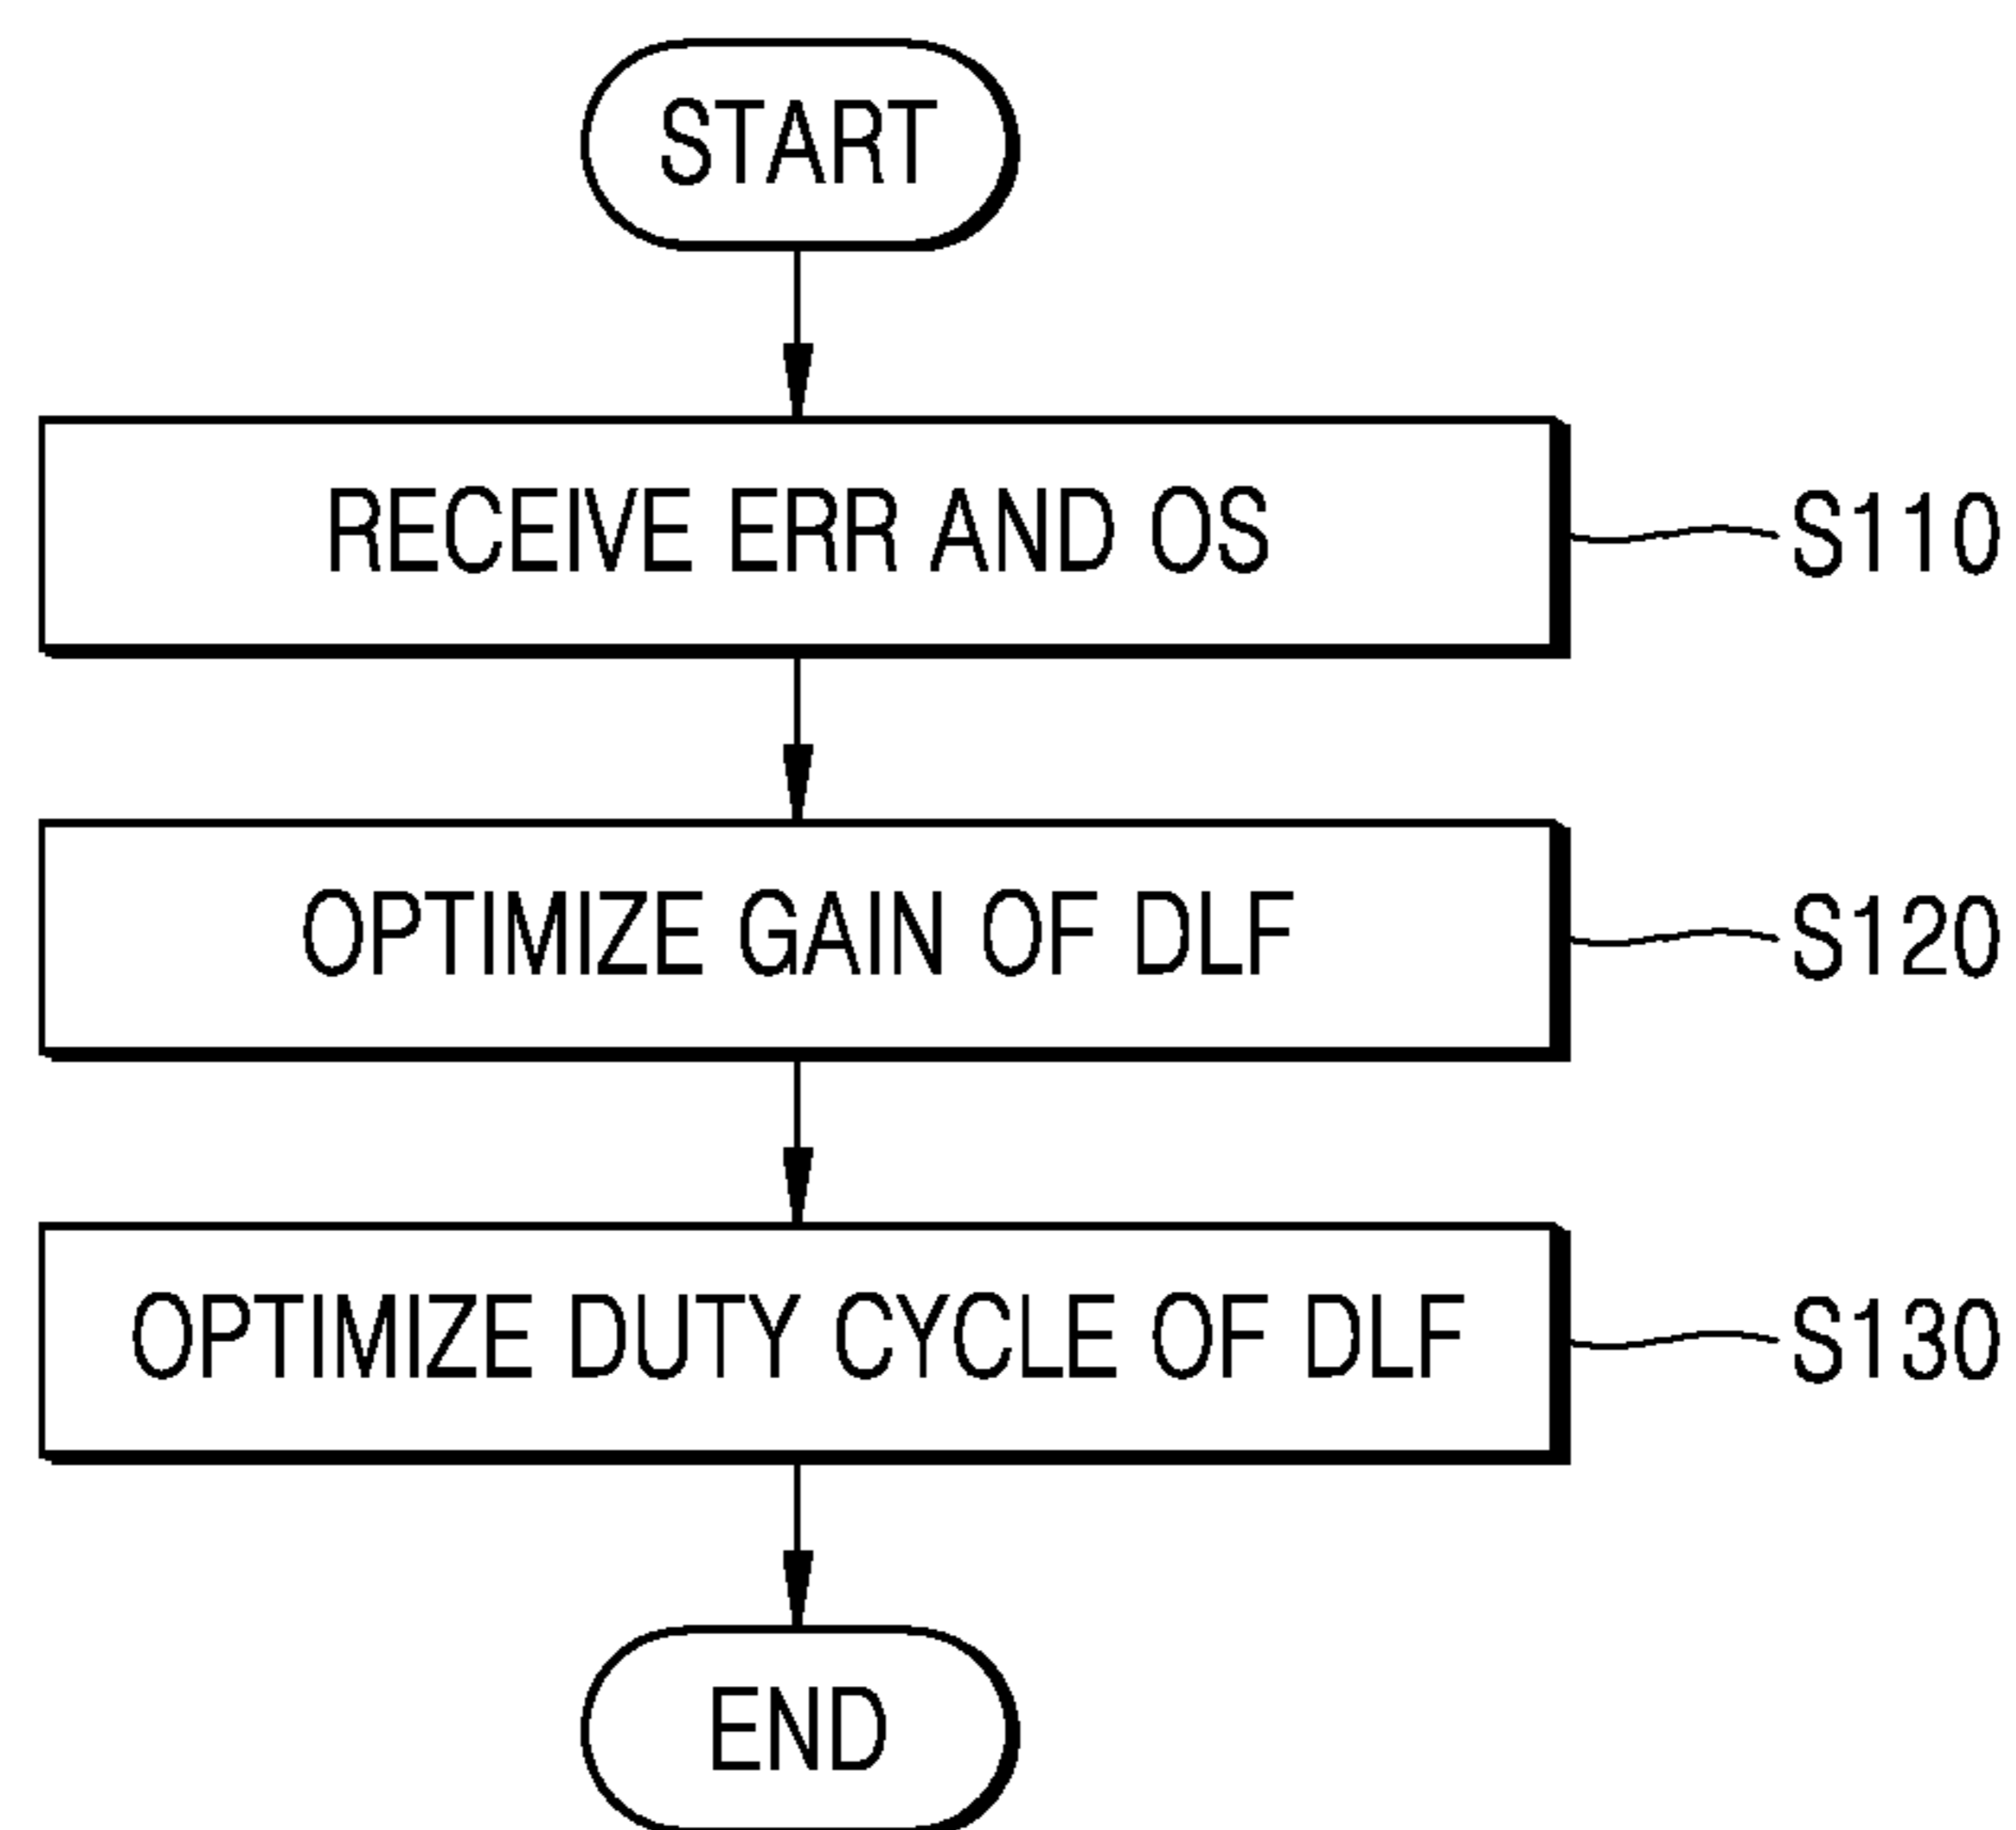 START
RECEIVE ERR AND OS
S110
OPTIMIZE GAIN OF DLF
S120
OPTIMIZE DUTY CYCLE OF DLF
S130
END